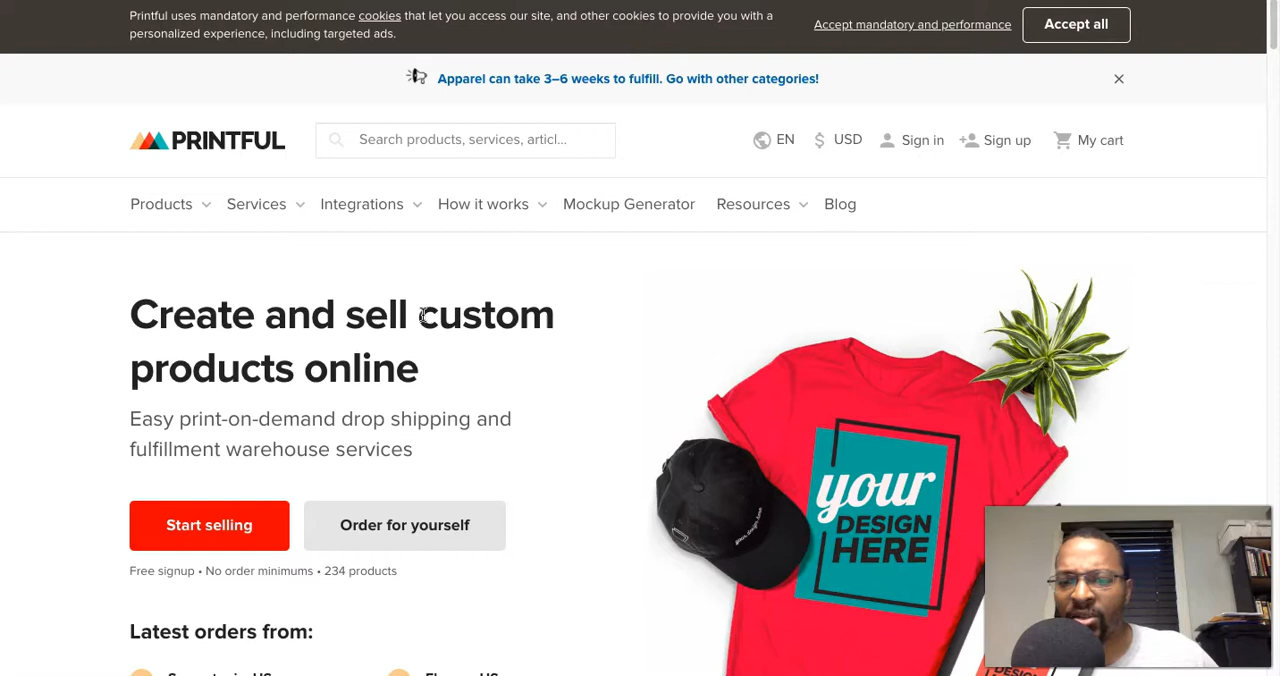 Printful uses mandatory and performance cookies that let you access our site, and other cookies to provide you with a
personalized experience, including targeted ads.
Accept mandatory and performance
Accept all
Apparel can take 3–6 weeks to fulfill. Go with other categories!
PRINTFUL
Search products, services, articl...
EN
USD
Sign in
Sign up
My cart
Products
Services
Integrations
How it works
Mockup Generator
Resources
Blog
Create and sell custom
products online
Easy print-on-demand drop shipping and
fulfillment warehouse services
Start selling
Order for yourself
Free signup • No order minimums • 234 products
your
DESIGN
HERE
Latest orders from: